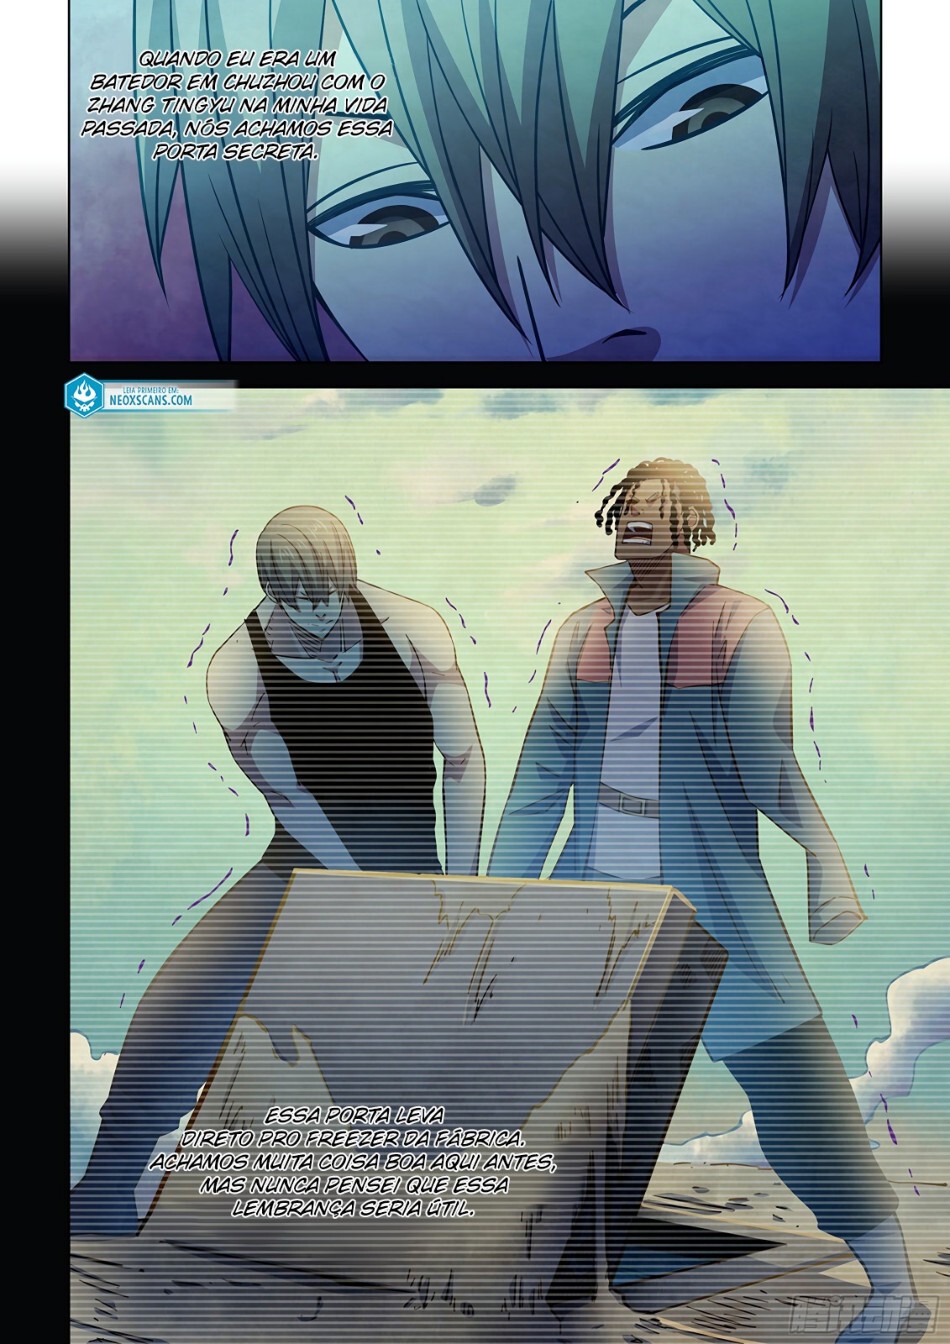 QUANDO EU ERA UM
BATEDOR EM CHUZHOU COM O
ZHANG TINGYU NA MINHA VIDA
PASSADA, NÓS ACHAMOS ESSA
PORTA SECRETA.
LEIA PRIMEIRO EM:
NEOXSCANS.COM
ESSA PORTA LEVA
DIRETO PRO FREEZER DA FÁBRICA.
ACHAMOS MUITA COISA BOA AQUI ANTES,
MAS NUNCA PENSEI QUE ESSA
LEMBRANÇA SERIA ÚTIL.